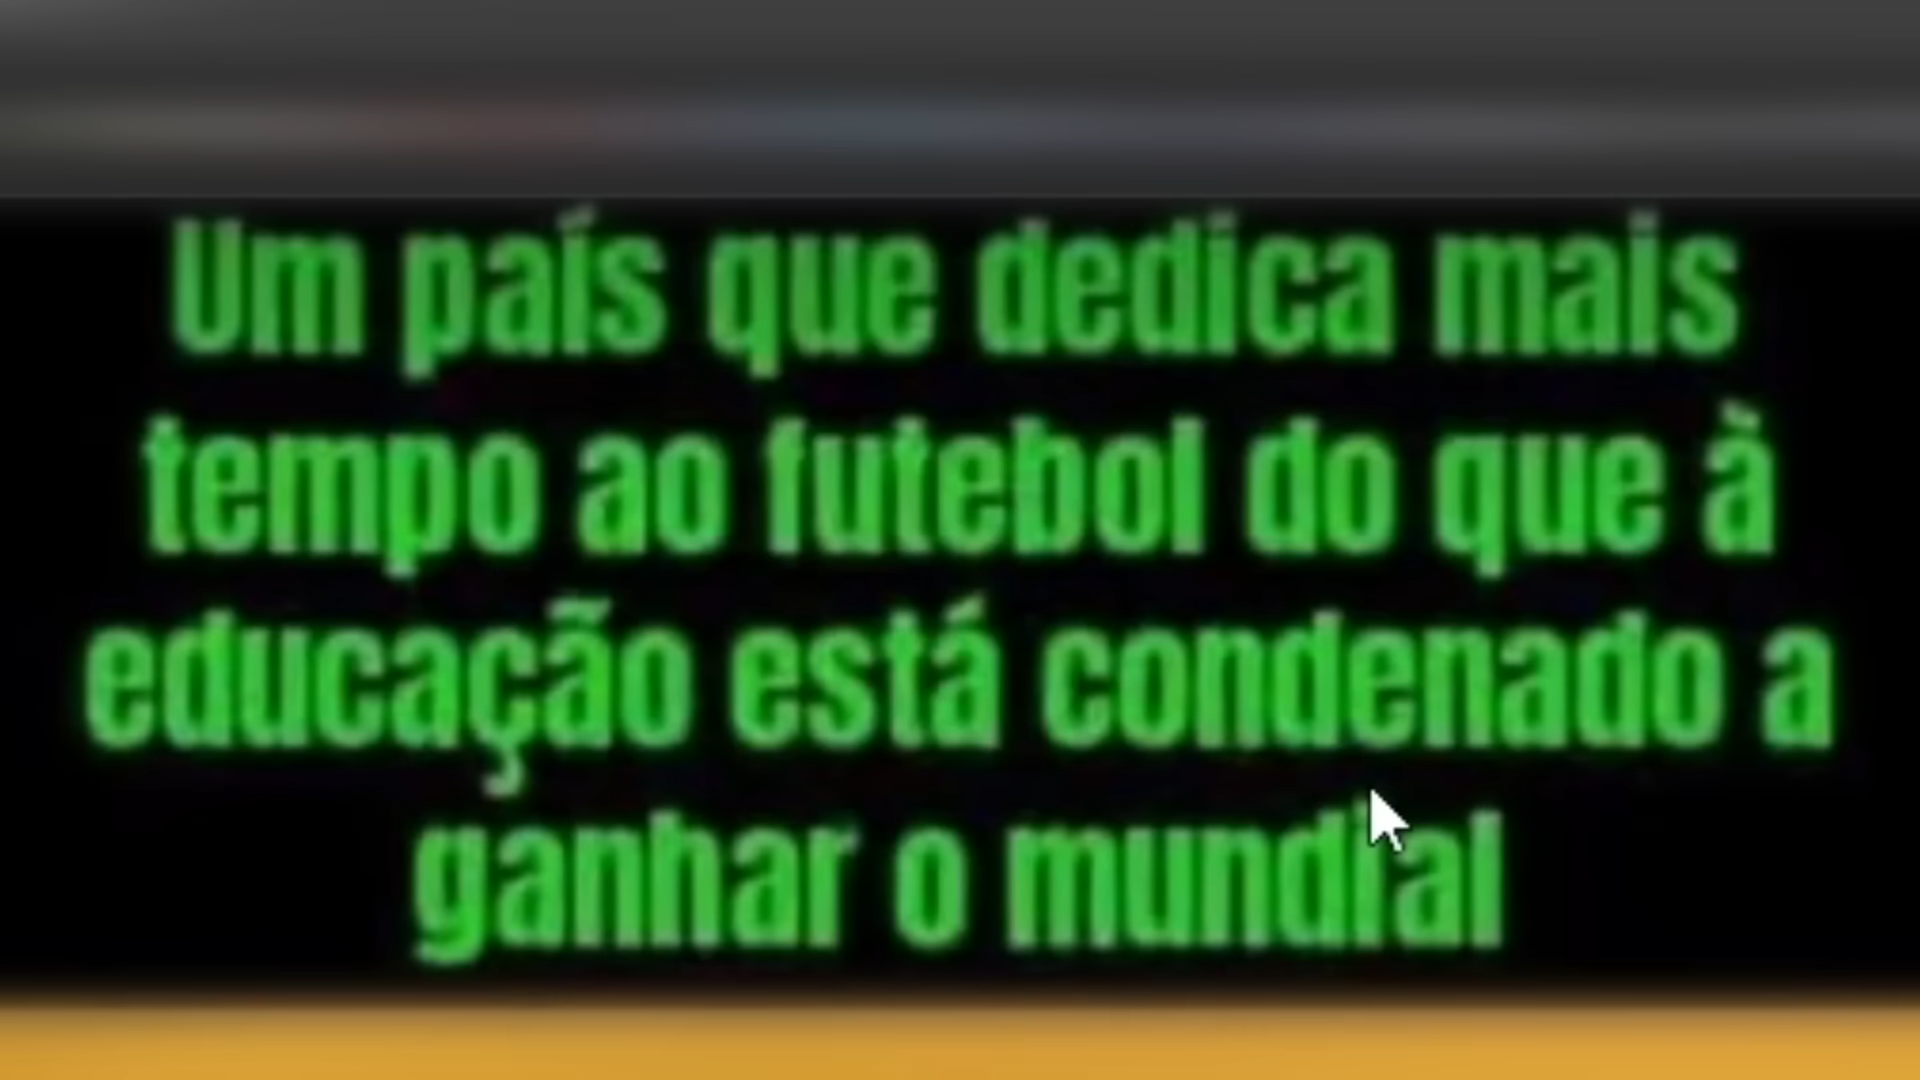 Um país que dedica mais
tempo ao futebol do que à
educação está condenado a
ganhar o mundial